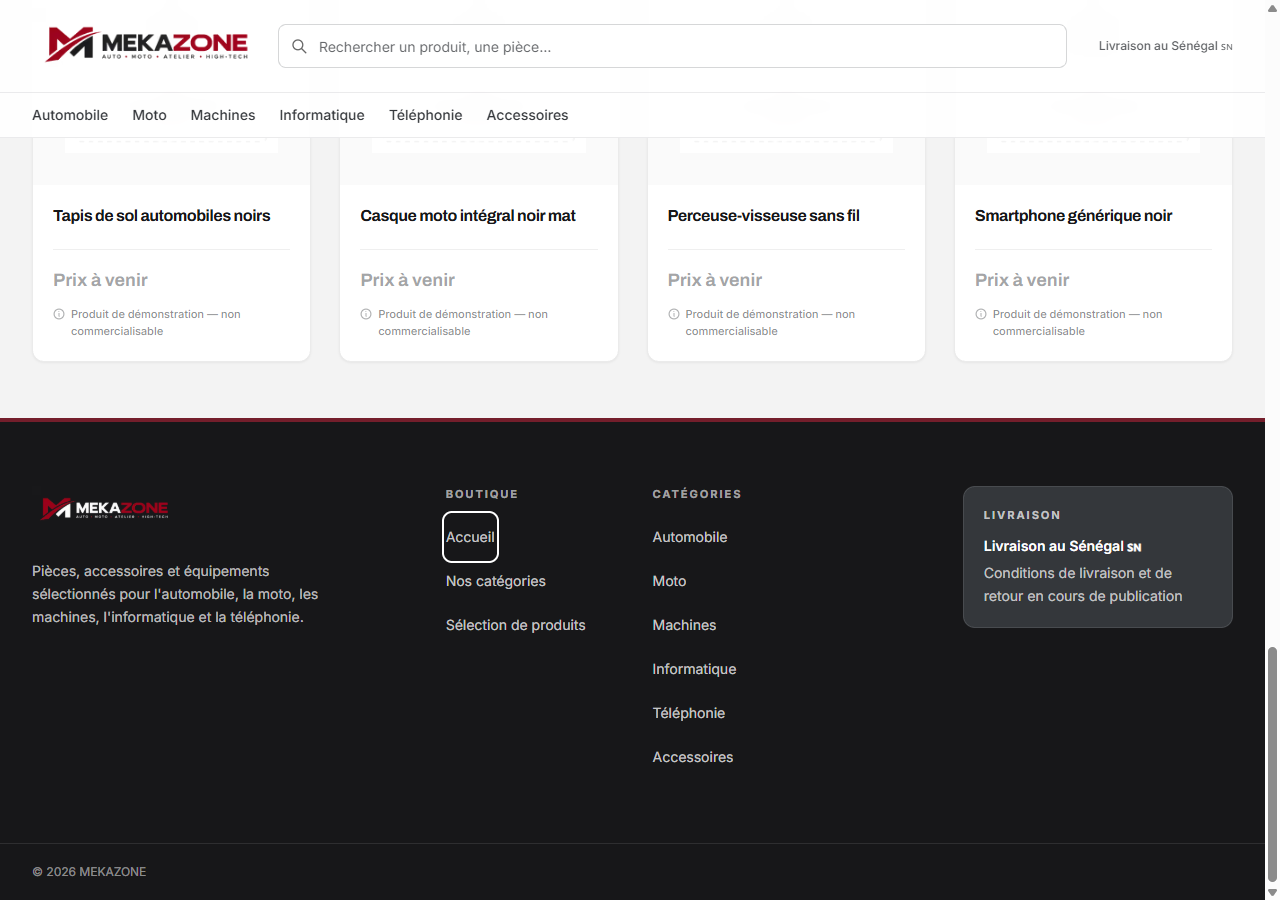 MEKAZONE
AUTO • MOTO • ATELIER • HIGH-TECH
Rechercher un produit, une pièce...
Livraison au Sénégal SN
Automobile Moto Machines Informatique Téléphonie Accessoires
Tapis de sol automobiles noirs
Prix à venir
Produit de démonstration — non
commercialisable
Casque moto intégral noir mat
Prix à venir
Produit de démonstration — non
commercialisable
Perceuse-visseuse sans fil
Prix à venir
Produit de démonstration — non
commercialisable
Smartphone générique noir
Prix à venir
Produit de démonstration — non
commercialisable
MEKAZONE
AUTO • MOTO • ATELIER • HIGH-TECH
Pièces, accessoires et équipements
sélectionnés pour l'automobile, la moto, les
machines, l'informatique et la téléphonie.
BOUTIQUE
Accueil
Nos catégories
Sélection de produits
CATÉGORIES
Automobile
Moto
Machines
Informatique
Téléphonie
Accessoires
LIVRAISON
Livraison au Sénégal SN
Conditions de livraison et de
retour en cours de publication
© 2026 MEKAZONE